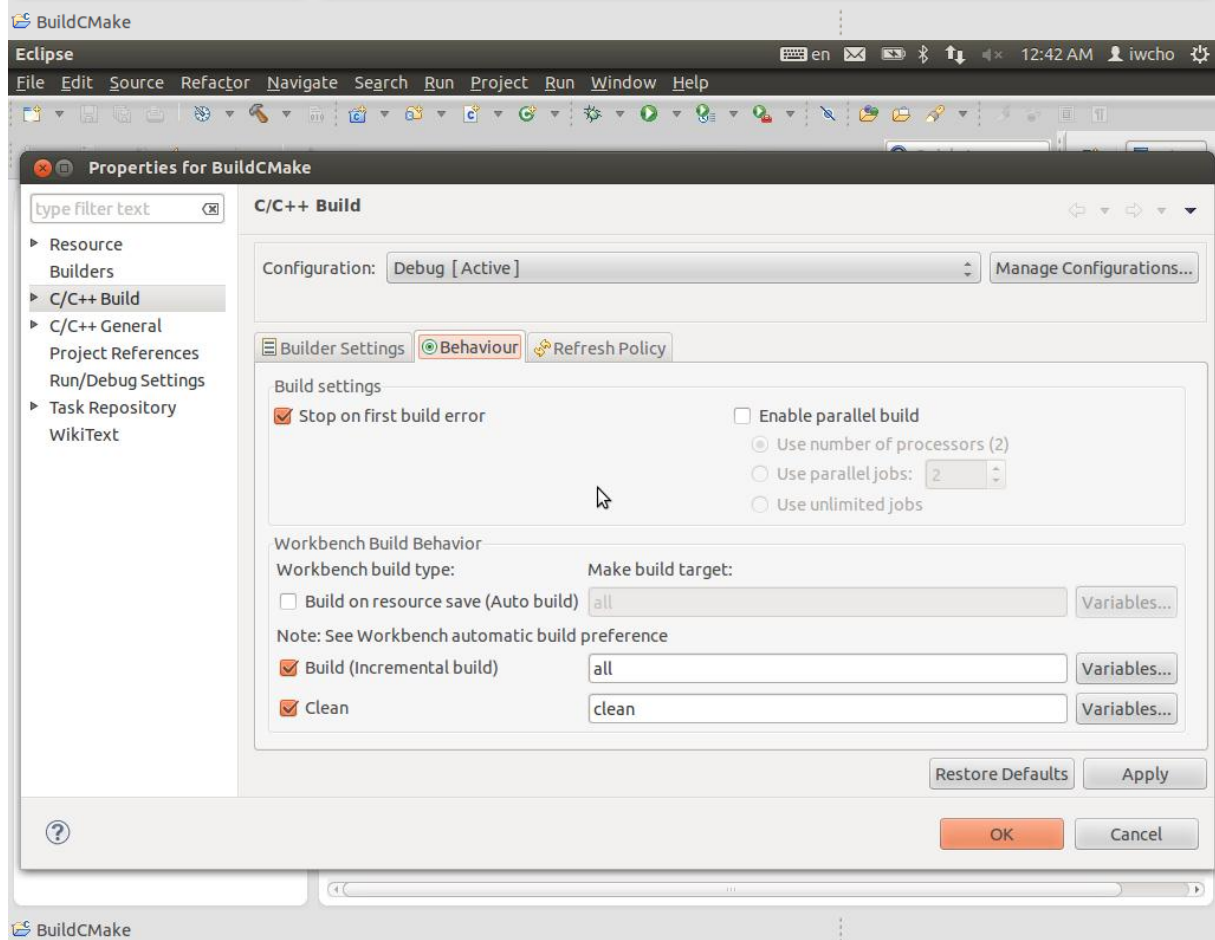 BuildCMake
Eclipse en 12:42 AM iwcho
File Edit Source Refactor Navigate Search Run Project Run Window Help
Properties for BuildCMake
type filter text
Resource
Builders
C/C++ Build
C/C++ General
Project References
Run/Debug Settings
Task Repository
WikiText
C/C++ Build
Configuration: Debug [ Active ] Manage Configurations...
Builder Settings Behaviour Refresh Policy
Build settings
Stop on first build error Enable parallel build
Use number of processors (2)
Use parallel jobs: 2
Use unlimited jobs
Workbench Build Behavior
Workbench build type: Make build target:
Build on resource save (Auto build) all Variables...
Note: See Workbench automatic build preference
Build (Incremental build) all Variables...
Clean clean Variables...
Restore Defaults Apply
OK Cancel
BuildCMake